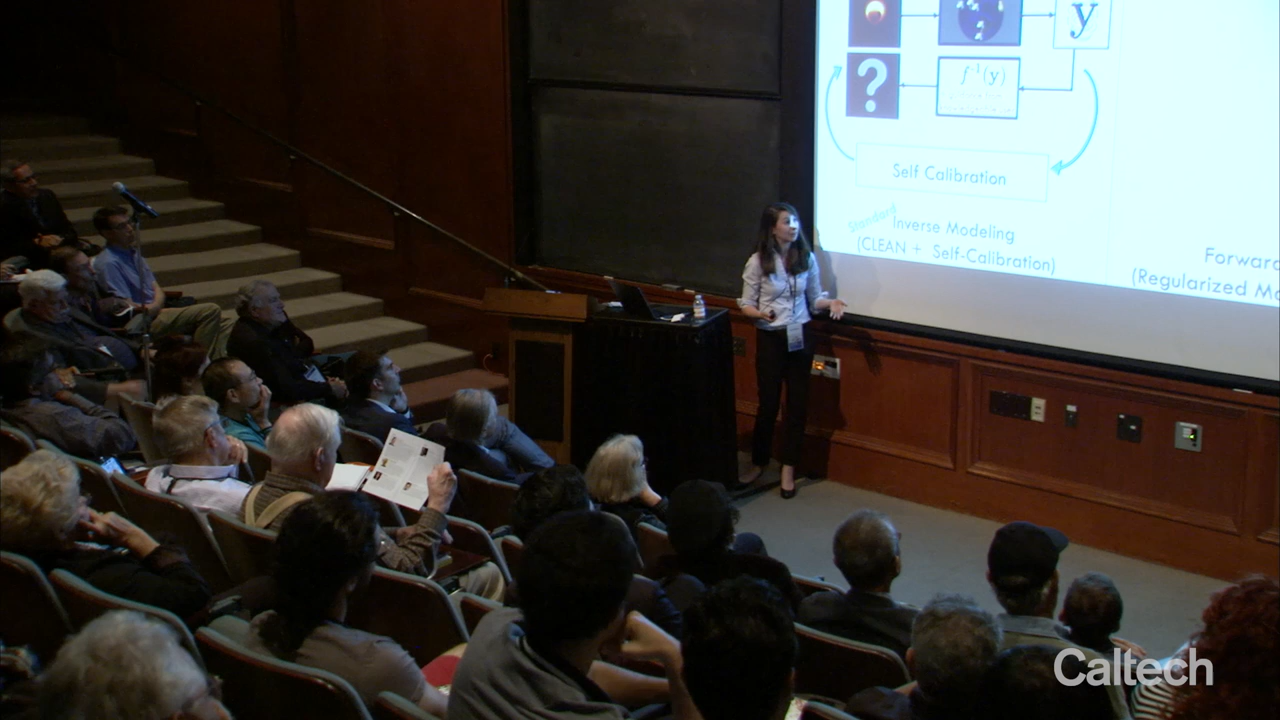 y
?
f⁻¹(y)
Self Calibration
Standard
Inverse Modeling
(CLEAN + Self-Calibration)
Forward
(Regularized M
Caltech